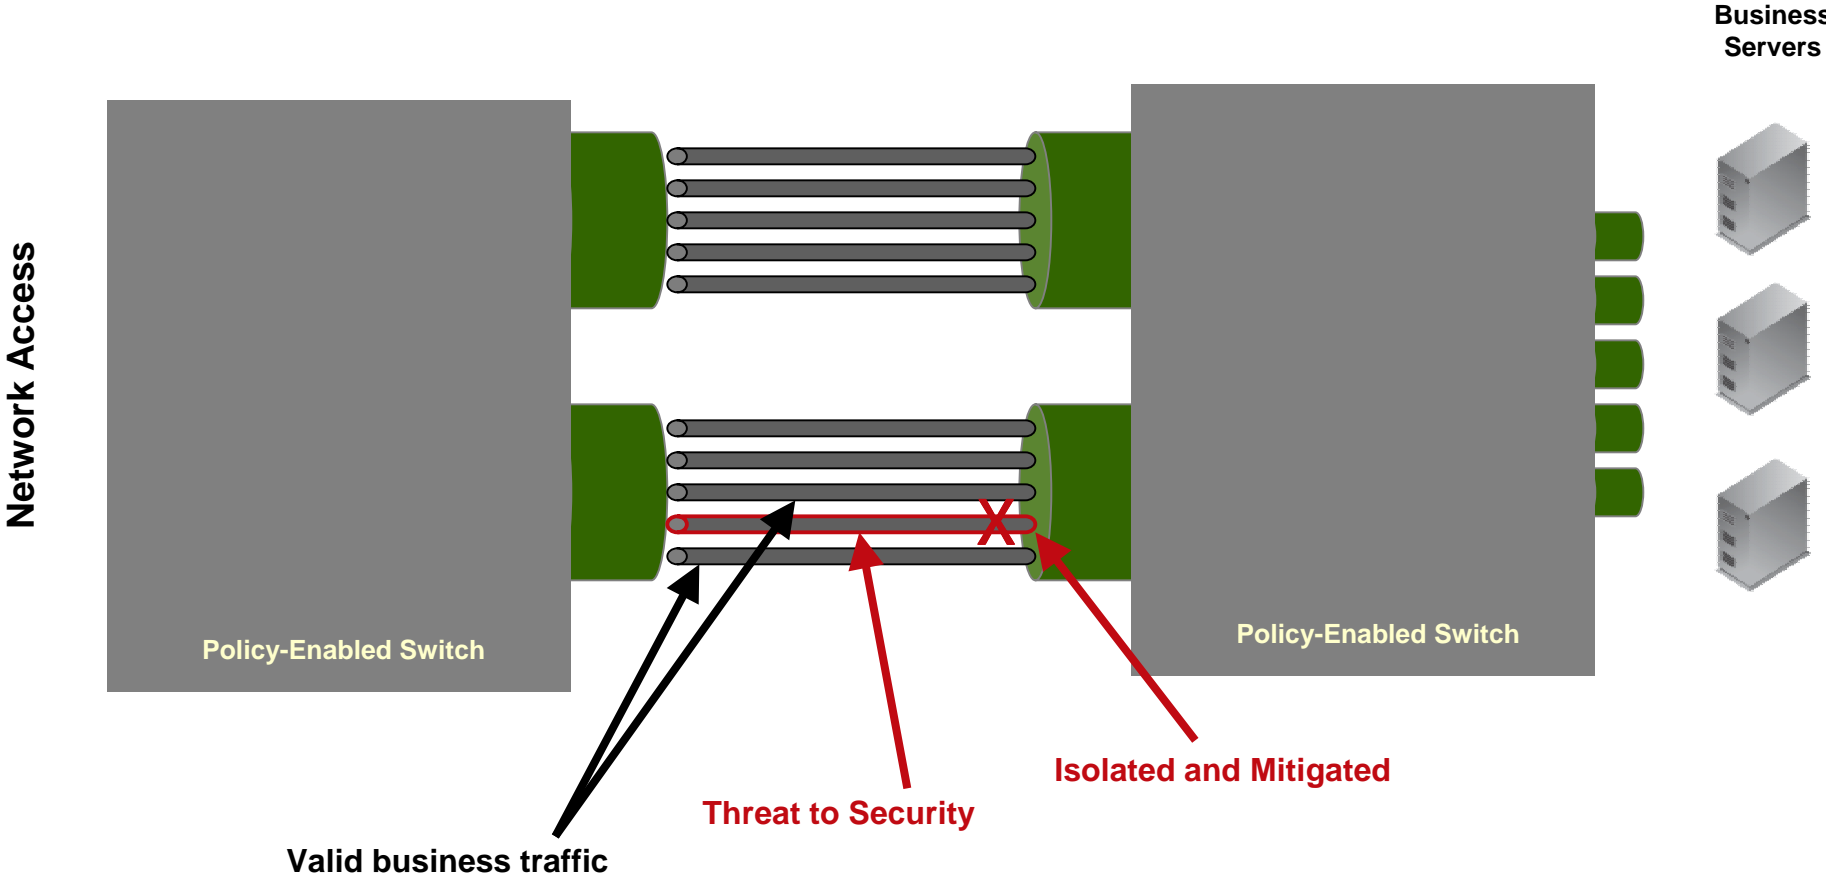 Business
Servers
Network Access
Policy-Enabled Switch
Policy-Enabled Switch
X
Isolated and Mitigated
Threat to Security
Valid business traffic